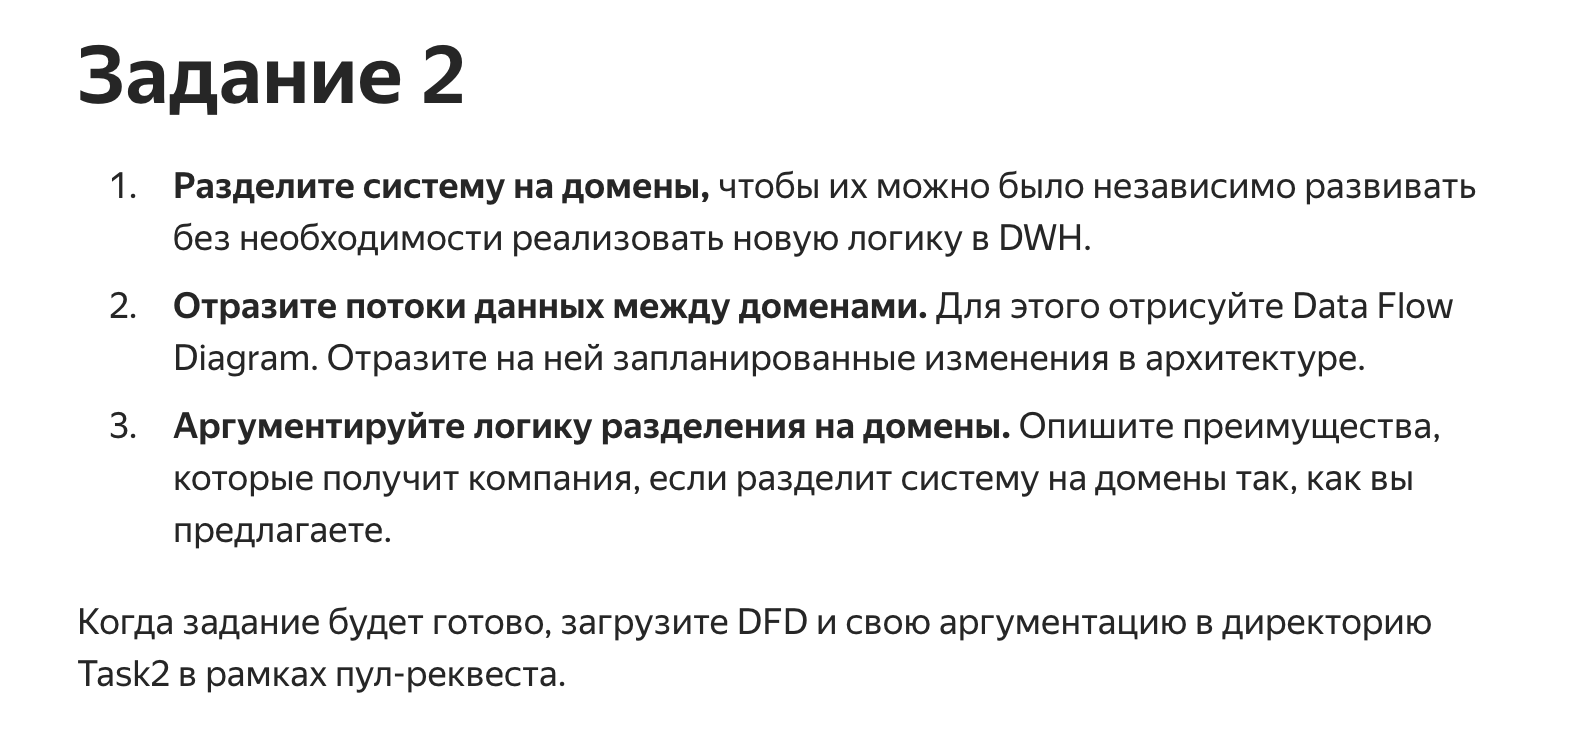 Задание 2
1. Разделите систему на домены, чтобы их можно было независимо развивать
без необходимости реализовать новую логику в DWH.
2. Отразите потоки данных между доменами. Для этого отрисуйте Data Flow
Diagram. Отразите на ней запланированные изменения в архитектуре.
3. Аргументируйте логику разделения на домены. Опишите преимущества,
которые получит компания, если разделит систему на домены так, как вы
предлагаете.
Когда задание будет готово, загрузите DFD и свою аргументацию в директорию
Task2 в рамках пул-реквеста.